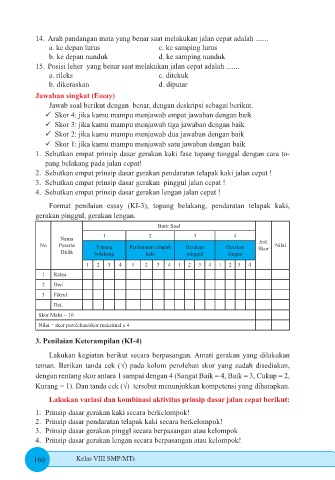 14. Arah pandangan mata yang benar saat melakukan jalan cepat adalah .......
a. ke depan lurus c. ke samping lurus
b. ke depan nunduk d. ke samping nunduk
15. Posisi leher yang benar saat melakukan jalan cepat adalah .......
a. rileks c. ditekuk
b. dikeraskan d. diputar
Jawaban singkat (Essay)
Jawab soal berikut dengan benar, dengan deskripsi sebagai berikut.
✓ Skor 4: jika kamu mampu menjawab empat jawaban dengan baik
✓ Skor 3: jika kamu mampu menjawab tiga jawaban dengan baik
✓ Skor 2: jika kamu mampu menjawab dua jawaban dengan baik
✓ Skor 1: jika kamu mampu menjawab satu jawaban dengan baik
1. Sebutkan empat prinsip dasar gerakan kaki fase topang tunggal dengan cara to-
pang belakang pada jalan cepat!
2. Sebutkan empat prinsip dasar gerakan pendaratan telapak kaki jalan cepat !
3. Sebutkan empat prinsip dasar gerakan pinggul jalan cepat !
4. Sebutkan empat prinsip dasar gerakan lengan jalan cepat !
Format penilaian essay (KI-3), topang belakang, pendaratan telapak kaki,
gerakan pinggul, gerakan lengan.
No Nama Peserta Didik Butir Soal Jml Skor Nilai
1 2 3 4
Topang belakang Pendaratan telapak kaki Gerakan pinggul Gerakan lengan
1 2 3 4 1 2 3 4 1 2 3 4 1 2 3 4
1 Ratna
2 Dwi
3 Fikrul
Dst.
Skor Maks = 16
Nilai = skor perolehan/skor maksimal x 4
3. Penilaian Keterampilan (KI-4)
Lakukan kegiatan berikut secara berpasangan. Amati gerakan yang dilakukan
teman. Berikan tanda cek (√) pada kolom perolehan skor yang sudah disediakan,
dengan rentang skor antara 1 sampai dengan 4 (Sangat Baik = 4, Baik = 3, Cukup = 2,
Kurang = 1). Dan tanda cek (√) tersebut menunjukkan kompetensi yang diharapkan.
Lakukan variasi dan kombinasi aktivitas prinsip dasar jalan cepat berikut:
1. Prinsip dasar gerakan kaki secara berkelompok!
2. Prinsip dasar pendaratan telapak kaki secara berkelompok!
3. Prinsip dasar gerakan pinggl secara berpasangan atau kelompok
4. Prinsip dasar gerakan lengan secara berpasangan atau kelompok!
160 Kelas VIII SMP/MTs